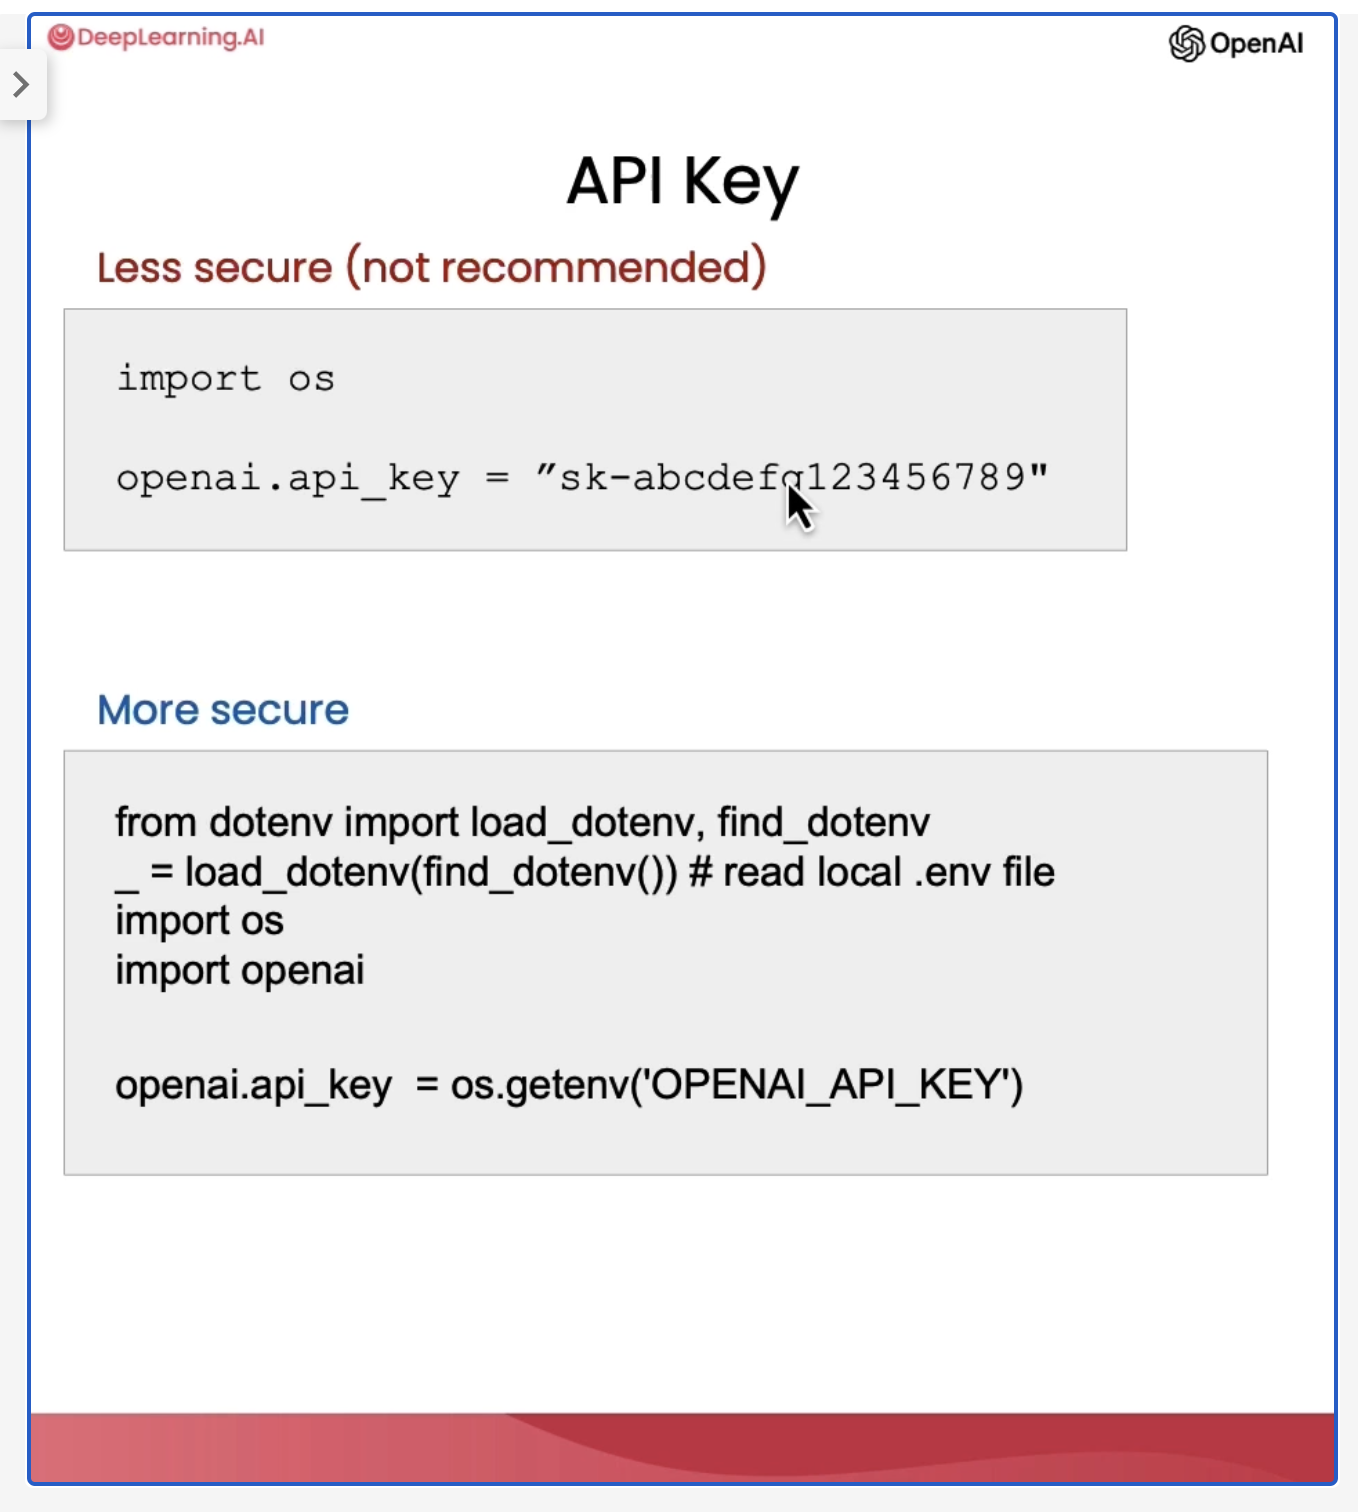 DeepLearning.AI
OpenAI
API Key
Less secure (not recommended)
import os
openai.api_key = ”sk-abcdefg123456789"
More secure
from dotenv import load_dotenv, find_dotenv
_ = load_dotenv(find_dotenv()) # read local .env file
import os
import openai
openai.api_key  = os.getenv('OPENAI_API_KEY')